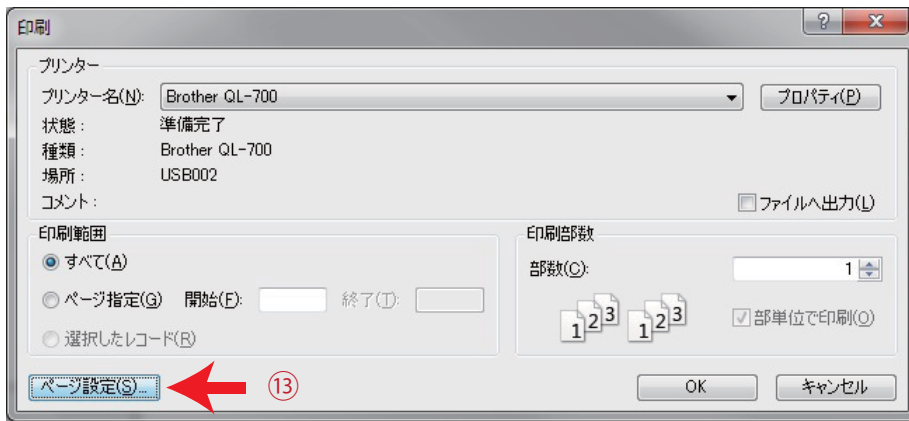 印刷
プリンター
プリンター名(N): Brother QL-700 プロパティ(P)
状態: 準備完了
種類: Brother QL-700
場所: USB002
コメント: ファイルへ出力(L)
印刷範囲
すべて(A)
ページ指定(G) 開始(F): 終了(T):
選択したレコード(R)
印刷部数
部数(C): 1
1 2 3 1 2 3 部単位で印刷(O)
ページ設定(S)... ⑬ OK キャンセル